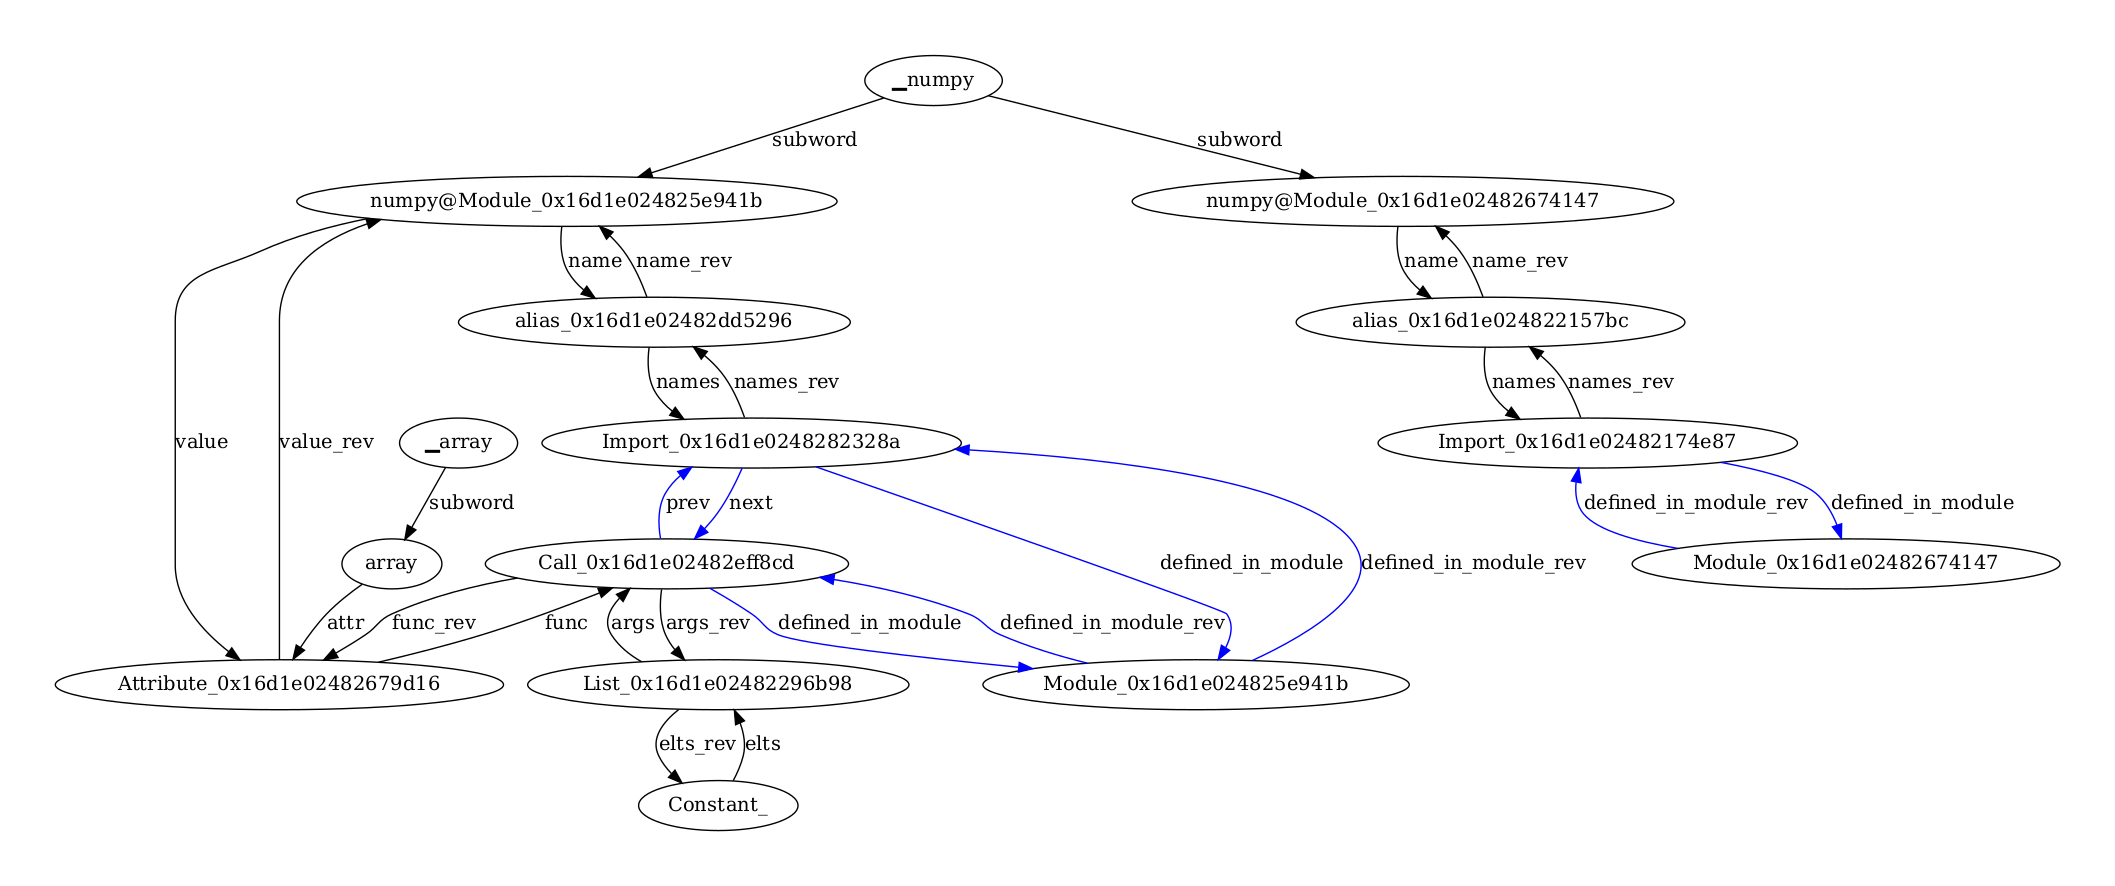 ▁numpy
subword
subword
numpy@Module_0x16d1e024825e941b
numpy@Module_0x16d1e02482674147
name
name_rev
name
name_rev
alias_0x16d1e02482dd5296
alias_0x16d1e024822157bc
names
names_rev
names
names_rev
value
value_rev
▁array
Import_0x16d1e0248282328a
Import_0x16d1e02482174e87
subword
prev
next
defined_in_module_rev
defined_in_module
array
Call_0x16d1e02482eff8cd
defined_in_module
defined_in_module_rev
Module_0x16d1e02482674147
attr
func_rev
func
args
args_rev
defined_in_module
defined_in_module_rev
Attribute_0x16d1e02482679d16
List_0x16d1e02482296b98
Module_0x16d1e024825e941b
elts_rev
elts
Constant_